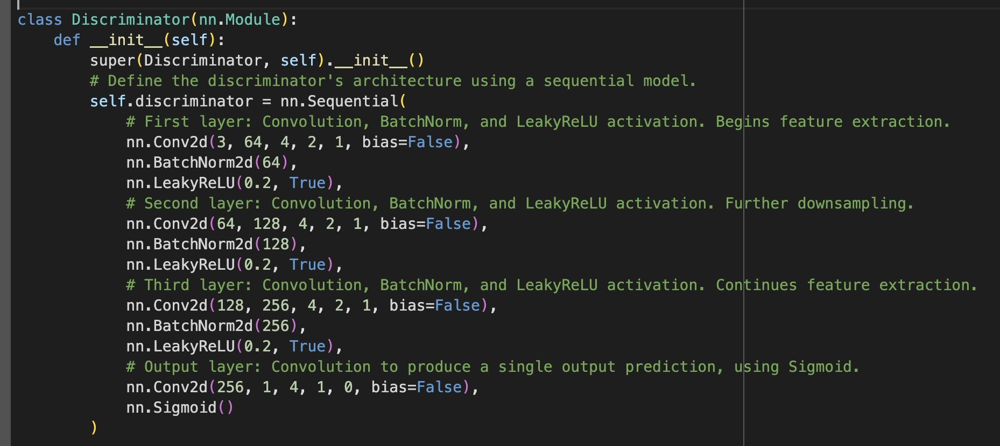 class Discriminator(nn.Module):
    def __init__(self):
        super(Discriminator, self).__init__()
        # Define the discriminator's architecture using a sequential model.
        self.discriminator = nn.Sequential(
            # First layer: Convolution, BatchNorm, and LeakyReLU activation. Begins feature extraction.
            nn.Conv2d(3, 64, 4, 2, 1, bias=False),
            nn.BatchNorm2d(64),
            nn.LeakyReLU(0.2, True),
            # Second layer: Convolution, BatchNorm, and LeakyReLU activation. Further downsampling.
            nn.Conv2d(64, 128, 4, 2, 1, bias=False),
            nn.BatchNorm2d(128),
            nn.LeakyReLU(0.2, True),
            # Third layer: Convolution, BatchNorm, and LeakyReLU activation. Continues feature extraction.
            nn.Conv2d(128, 256, 4, 2, 1, bias=False),
            nn.BatchNorm2d(256),
            nn.LeakyReLU(0.2, True),
            # Output layer: Convolution to produce a single output prediction, using Sigmoid.
            nn.Conv2d(256, 1, 4, 1, 0, bias=False),
            nn.Sigmoid()
        )